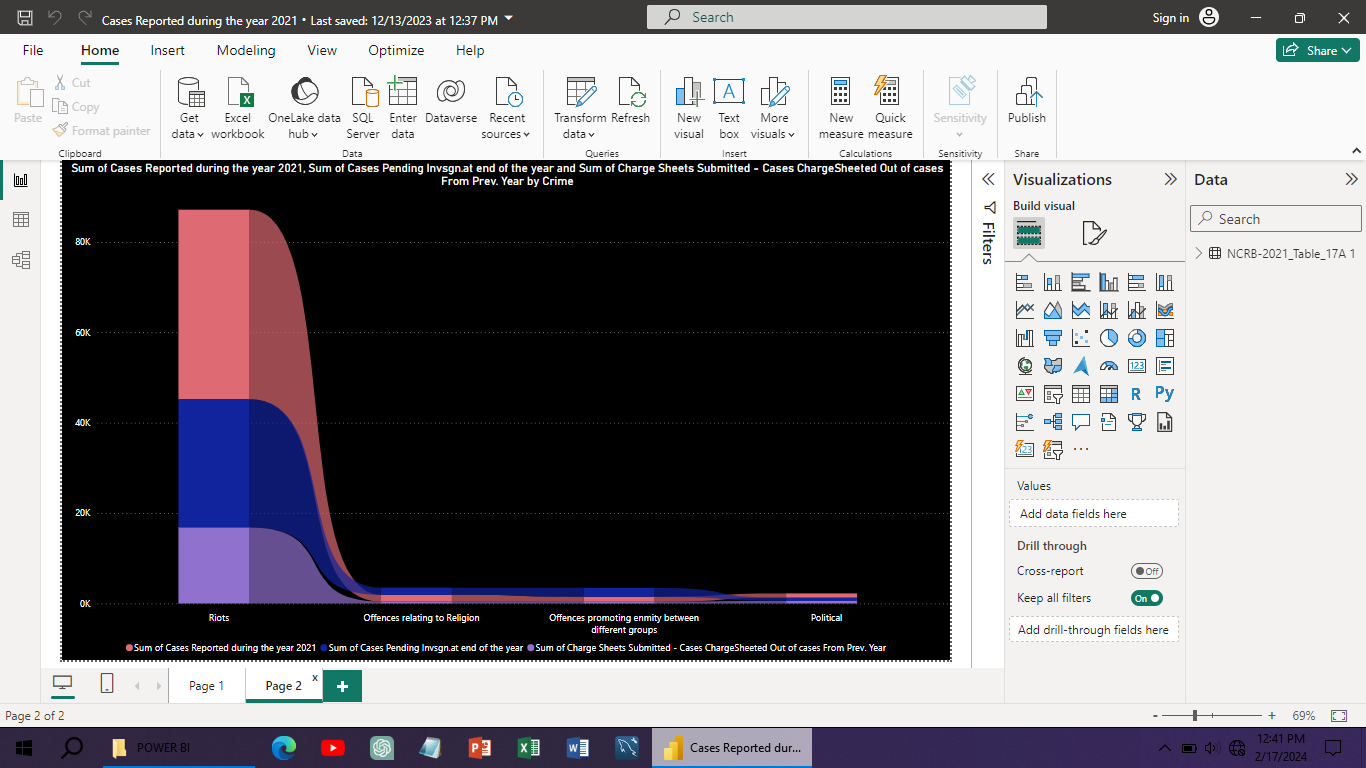 Cases Reported during the year 2021 • Last saved: 12/13/2023 at 12:37 PM
Search
Sign in
File
Home
Insert
Modeling
View
Optimize
Help
Share
Paste
Cut
Copy
Format painter
Clipboard
Get data
Excel workbook
OneLake data hub
SQL Server
Enter data
Dataverse
Recent sources
Data
Transform data
Refresh
Queries
New visual
Text box
More visuals
Insert
New measure
Quick measure
Calculations
Sensitivity
Sensitivity
Publish
Share
Sum of Cases Reported during the year 2021, Sum of Cases Pending Invsgn.at end of the year and Sum of Charge Sheets Submitted - Cases ChargeSheeted Out of cases
From Prev. Year by Crime
80K
60K
40K
20K
0K
Riots
Offences relating to Religion
Offences promoting enmity between
different groups
Political
Sum of Cases Reported during the year 2021
Sum of Cases Pending Invsgn.at end of the year
Sum of Charge Sheets Submitted - Cases ChargeSheeted Out of cases From Prev. Year
Filters
Visualizations
Build visual
123
R
Py
123
Values
Add data fields here
Drill through
Cross-report
Off
Keep all filters
On
Add drill-through fields here
Data
Search
NCRB-2021_Table_17A 1
Page 1
Page 2
x
+
Page 2 of 2
- + 69%
POWER BI
Cases Reported dur...
12:41 PM
2/17/2024